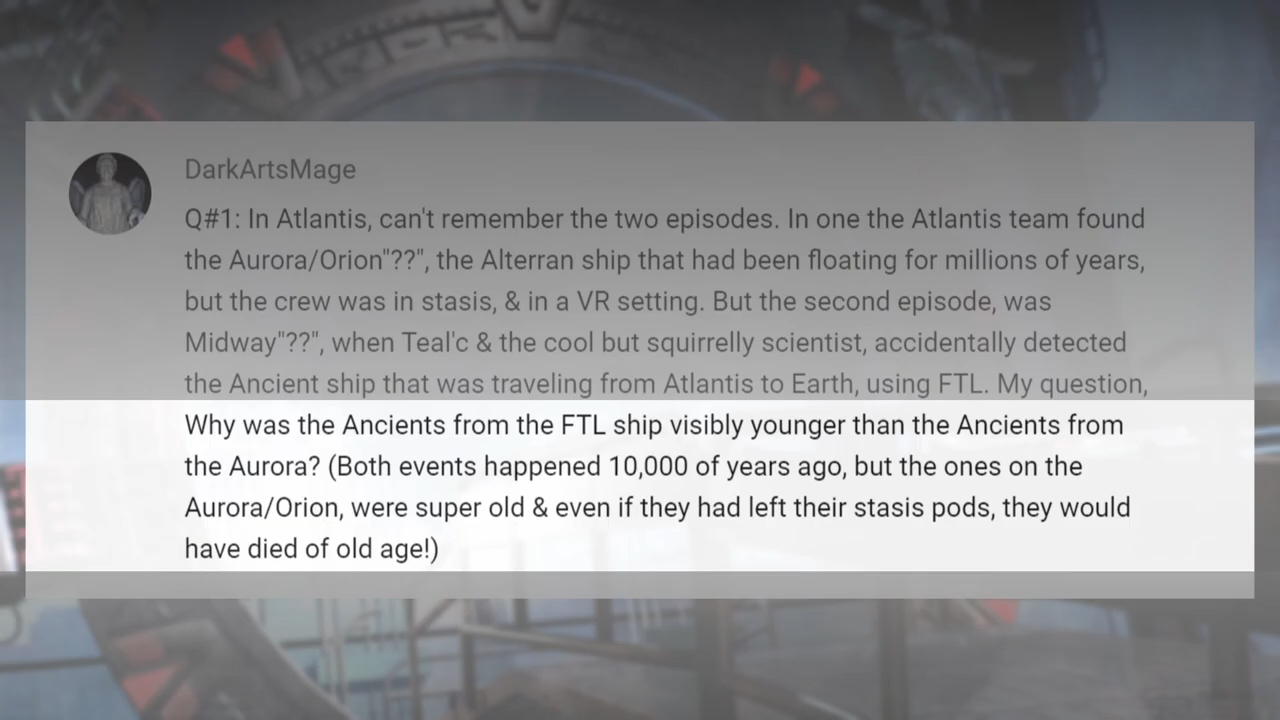 DarkArtsMage
Q#1: In Atlantis, can't remember the two episodes. In one the Atlantis team found
the Aurora/Orion"??", the Alterran ship that had been floating for millions of years,
but the crew was in stasis, & in a VR setting. But the second episode, was
Midway"??", when Teal'c & the cool but squirrelly scientist, accidentally detected
the Ancient ship that was traveling from Atlantis to Earth, using FTL. My question,
Why was the Ancients from the FTL ship visibly younger than the Ancients from
the Aurora? (Both events happened 10,000 of years ago, but the ones on the
Aurora/Orion, were super old & even if they had left their stasis pods, they would
have died of old age!)